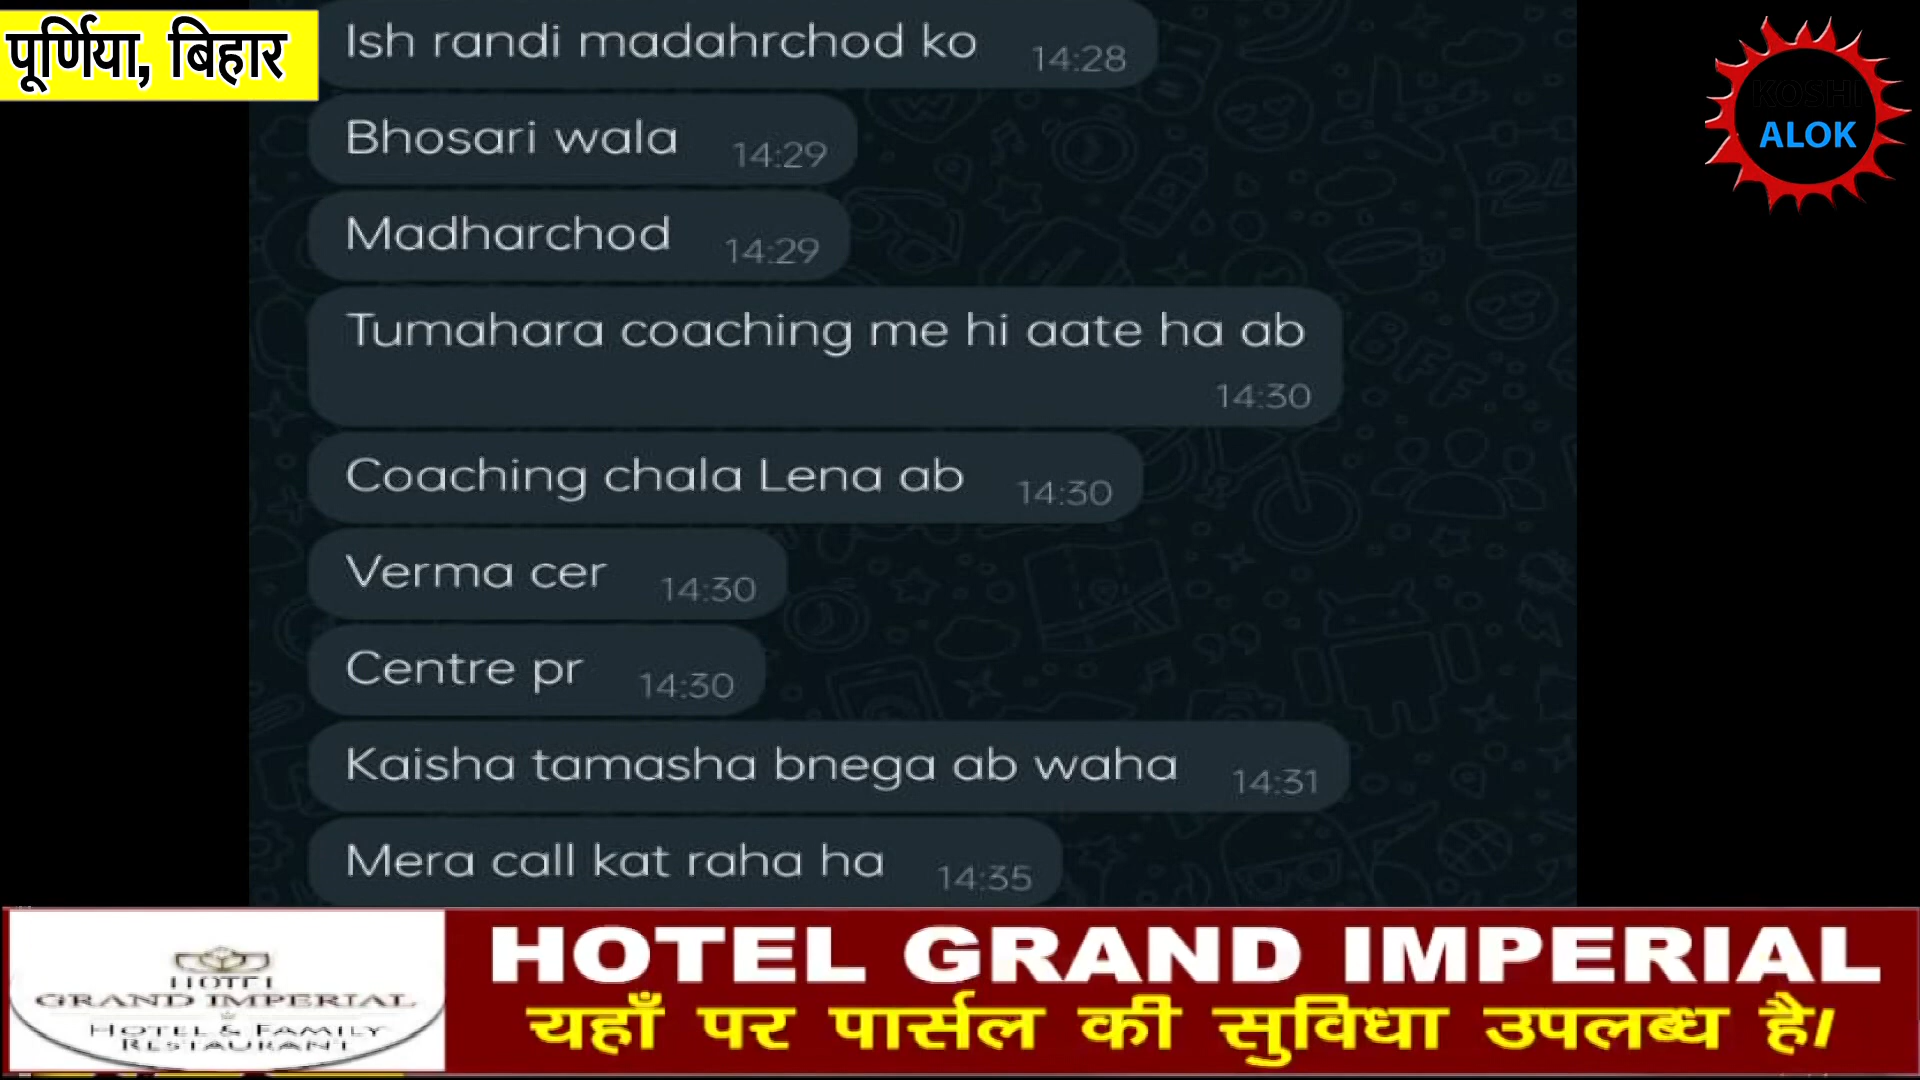 पूर्णिया, बिहार
Ish randi madahrchod ko 14:28
Bhosari wala 14:29
Madharchod 14:29
Tumahara coaching me hi aate ha ab
14:30
Coaching chala Lena ab 14:30
Verma cer 14:30
Centre pr 14:30
Kaisha tamasha bnega ab waha 14:31
Mera call kat raha ha 14:35
KOSHI
ALOK
HOTEL
GRAND IMPERIAL
HOTEL & FAMILY
RESTAURANT
HOTEL GRAND IMPERIAL
यहाँ पर पार्सल की सुविधा उपलब्ध है।